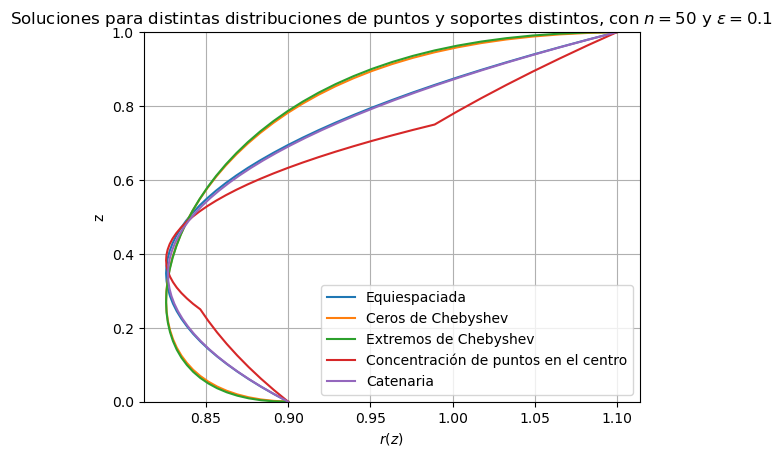 Soluciones para distintas distribuciones de puntos y soportes distintos, con n = 50 y ε = 0.1
1.0
0.8
0.6
z
0.4
0.2
0.0
Equiespaciada
Ceros de Chebyshev
Extremos de Chebyshev
Concentración de puntos en el centro
Catenaria
0.85 0.90 0.95 1.00 1.05 1.10
r(z)